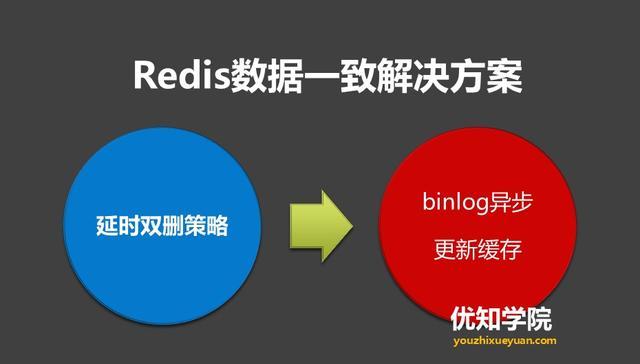 Redis数据一致解决方案
延时双删策略
binlog异步
更新缓存
优知学院
youzhixueyuan.com